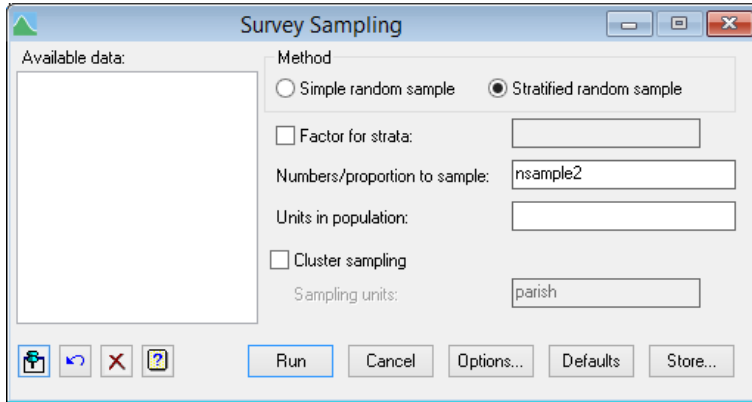 Survey Sampling
Available data:
Method
Simple random sample
Stratified random sample
Factor for strata:
Numbers/proportion to sample:
nsample2
Units in population:
Cluster sampling
Sampling units:
parish
Run
Cancel
Options...
Defaults
Store...